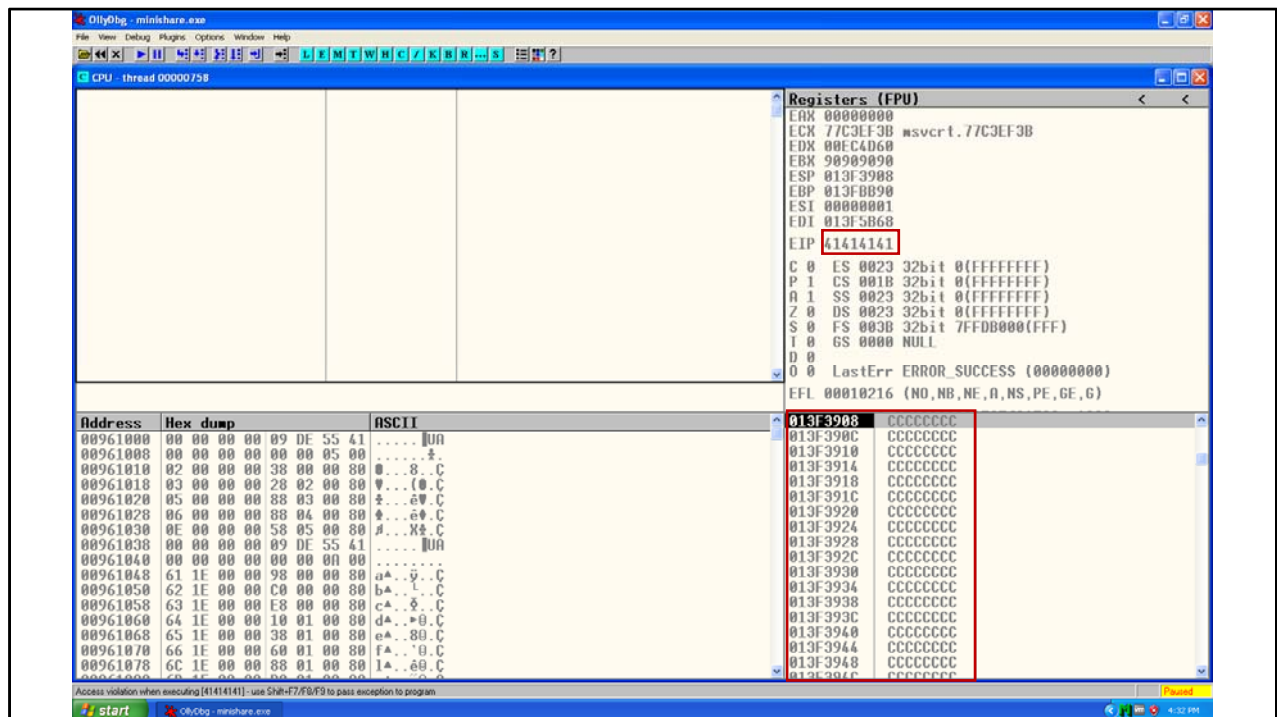 OllyDbg - minishare.exe
File View Debug Plugins Options Window Help
L E M T W H C / K B R ... S ?
CPU - thread 00000758
Registers (FPU) < <
EAX 00000000
ECX 77C3EF3B msvcrt.77C3EF3B
EDX 00EC4D60
EBX 90909090
ESP 013F3908
EBP 013FBB90
ESI 00000001
EDI 013F5B68
EIP 41414141
C 0 ES 0023 32bit 0(FFFFFFFF)
P 1 CS 001B 32bit 0(FFFFFFFF)
A 1 SS 0023 32bit 0(FFFFFFFF)
Z 0 DS 0023 32bit 0(FFFFFFFF)
S 0 FS 003B 32bit 7FFDB000(FFF)
T 0 GS 0000 NULL
D 0
O 0 LastErr ERROR_SUCCESS (00000000)
EFL 00010216 (NO,NB,NE,A,NS,PE,GE,G)
Address Hex dump ASCII
00961000 00 00 00 00 09 DE 55 41 .....▐UA
00961008 00 00 00 00 00 00 05 00 ......♣.
00961010 02 00 00 00 38 00 00 80 ☻...8..Ç
00961018 03 00 00 00 28 02 00 80 ♥...(☻.Ç
00961020 05 00 00 00 88 03 00 80 ♣...ê♥.Ç
00961028 06 00 00 00 88 04 00 80 ♠...ê♦.Ç
00961030 0E 00 00 00 58 05 00 80 ♫...X♣.Ç
00961038 00 00 00 00 09 DE 55 41 .....▐UA
00961040 00 00 00 00 00 00 0A 00 ........
00961048 61 1E 00 00 98 00 00 80 a▲..ÿ..Ç
00961050 62 1E 00 00 C0 00 00 80 b▲..└..Ç
00961058 63 1E 00 00 E8 00 00 80 c▲..Φ..Ç
00961060 64 1E 00 00 10 01 00 80 d▲..►☺.Ç
00961068 65 1E 00 00 38 01 00 80 e▲..8☺.Ç
00961070 66 1E 00 00 60 01 00 80 f▲..`☺.Ç
00961078 6C 1E 00 00 88 01 00 80 l▲..ê☺.Ç
013F3908 CCCCCCCC
013F390C CCCCCCCC
013F3910 CCCCCCCC
013F3914 CCCCCCCC
013F3918 CCCCCCCC
013F391C CCCCCCCC
013F3920 CCCCCCCC
013F3924 CCCCCCCC
013F3928 CCCCCCCC
013F392C CCCCCCCC
013F3930 CCCCCCCC
013F3934 CCCCCCCC
013F3938 CCCCCCCC
013F393C CCCCCCCC
013F3940 CCCCCCCC
013F3944 CCCCCCCC
013F3948 CCCCCCCC
Access violation when executing [41414141] - use Shift+F7/F8/F9 to pass exception to program
Paused
start
OllyDbg - minishare.exe
4:32 PM